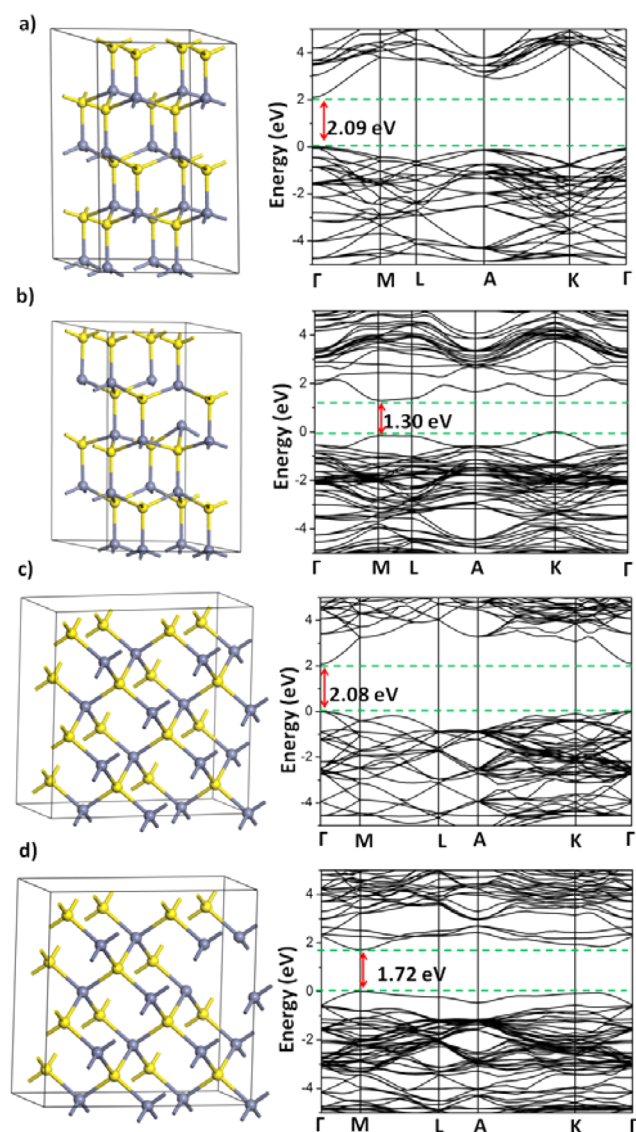 a)
Energy (eV)
4
2
0
-2
-4
2.09 eV
Γ M L A K Γ
b)
Energy (eV)
4
2
0
-2
-4
1.30 eV
Γ M L A K Γ
c)
Energy (eV)
4
2
0
-2
-4
2.08 eV
Γ M L A K Γ
d)
Energy (eV)
4
2
0
-2
-4
1.72 eV
Γ M L A K Γ